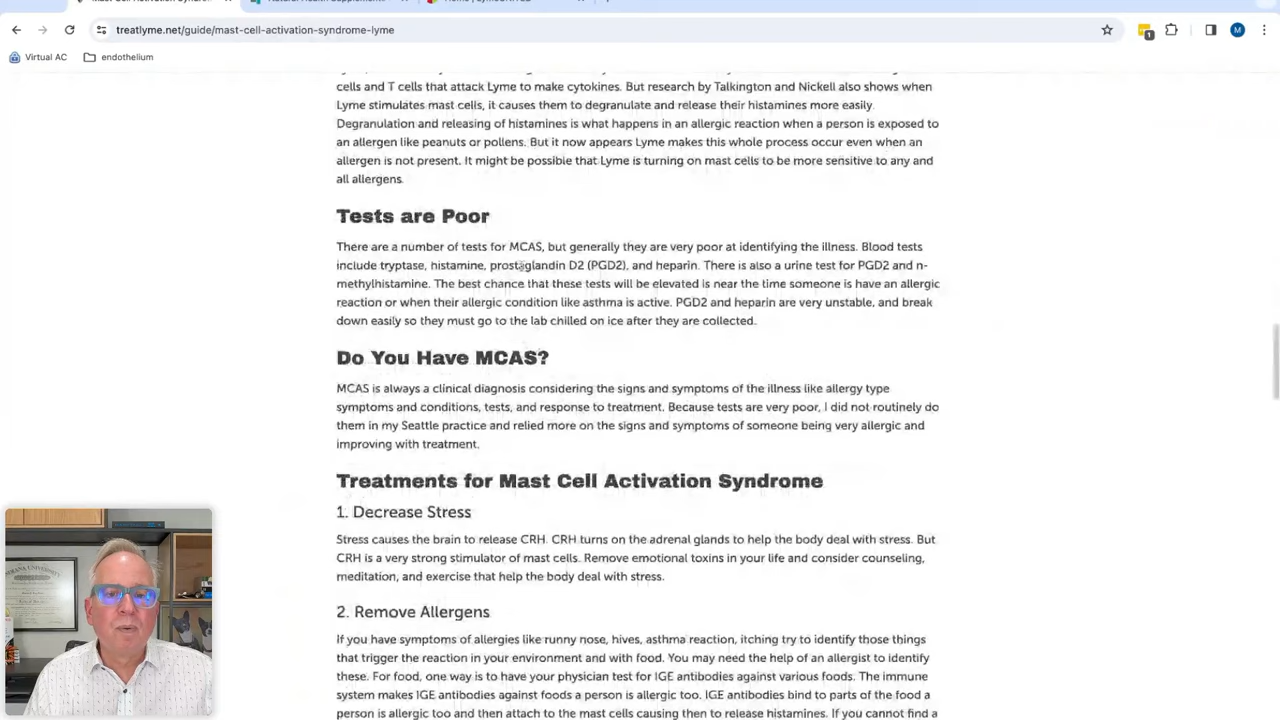 treatlyme.net/guide/mast-cell-activation-syndrome-lyme
1
M
Virtual AC
endothelium
cells and T cells that attack Lyme to make cytokines. But research by Talkington and Nickell also shows when
Lyme stimulates mast cells, it causes them to degranulate and release their histamines more easily.
Degranulation and releasing of histamines is what happens in an allergic reaction when a person is exposed to
an allergen like peanuts or pollens. But it now appears Lyme makes this whole process occur even when an
allergen is not present. It might be possible that Lyme is turning on mast cells to be more sensitive to any and
all allergens.
Tests are Poor
There are a number of tests for MCAS, but generally they are very poor at identifying the illness. Blood tests
include tryptase, histamine, prostaglandin D2 (PGD2), and heparin. There is also a urine test for PGD2 and n-
methylhistamine. The best chance that these tests will be elevated is near the time someone is have an allergic
reaction or when their allergic condition like asthma is active. PGD2 and heparin are very unstable, and break
down easily so they must go to the lab chilled on ice after they are collected.
Do You Have MCAS?
MCAS is always a clinical diagnosis considering the signs and symptoms of the illness like allergy type
symptoms and conditions, tests, and response to treatment. Because tests are very poor, I did not routinely do
them in my Seattle practice and relied more on the signs and symptoms of someone being very allergic and
improving with treatment.
Treatments for Mast Cell Activation Syndrome
1. Decrease Stress
Stress causes the brain to release CRH. CRH turns on the adrenal glands to help the body deal with stress. But
CRH is a very strong stimulator of mast cells. Remove emotional toxins in your life and consider counseling,
meditation, and exercise that help the body deal with stress.
2. Remove Allergens
If you have symptoms of allergies like runny nose, hives, asthma reaction, itching try to identify those things
that trigger the reaction in your environment and with food. You may need the help of an allergist to identify
these. For food, one way is to have your physician test for IGE antibodies against various foods. The immune
system makes IGE antibodies against foods a person is allergic too. IGE antibodies bind to parts of the food a
person is allergic too and then attach to the mast cells causing then to release histamines. If you cannot find a